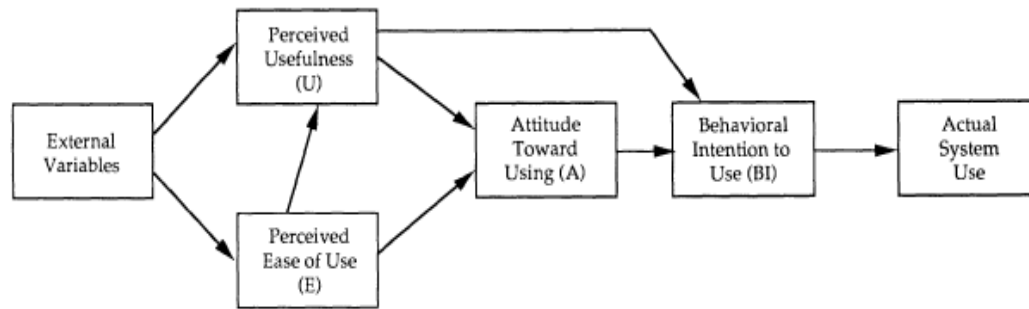 External
Variables
Perceived
Usefulness
(U)
Perceived
Ease of Use
(E)
Attitude
Toward
Using (A)
Behavioral
Intention to
Use (BI)
Actual
System
Use